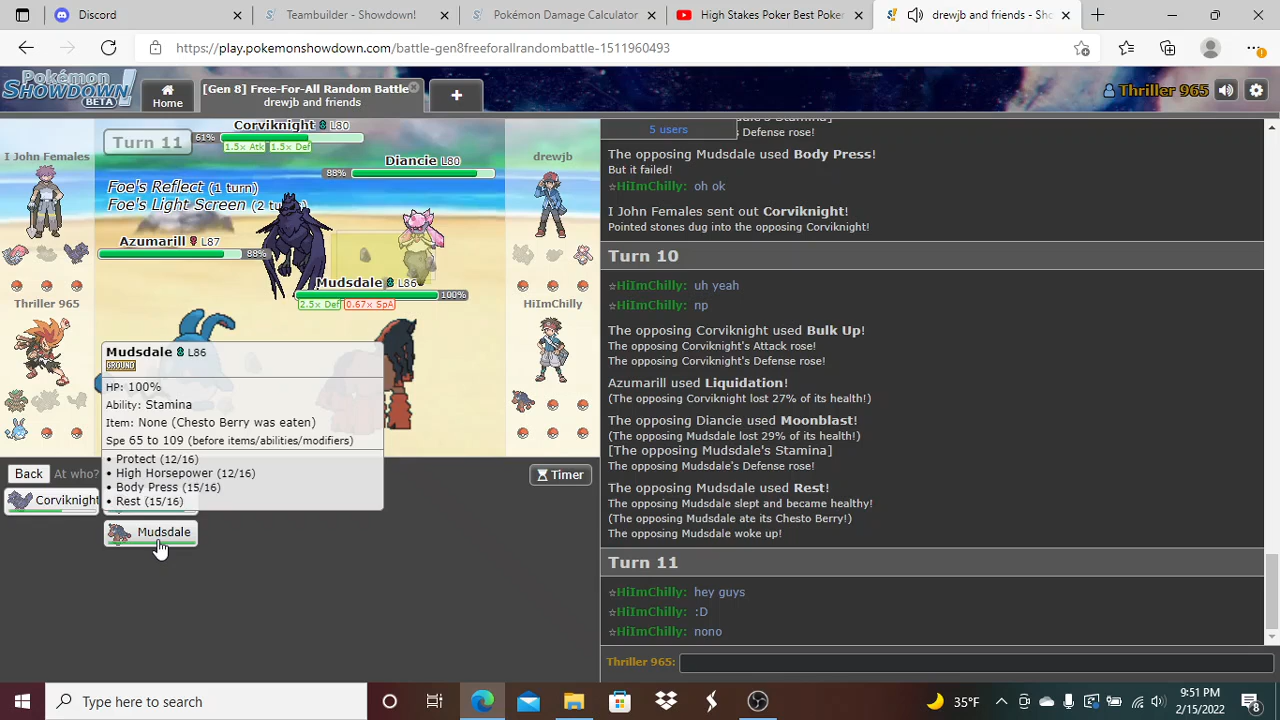 Discord
Teambuilder - Showdown!
Pokémon Damage Calculator
High Stakes Poker Best Poker
drewjb and friends - Sho
https://play.pokemonshowdown.com/battle-gen8freeforallrandombattle-1511960493
Pokémon
SHOWDOWN!
BETA
Home
[Gen 8] Free-For-All Random Battle
drewjb and friends
Thriller 965
Turn 11
Corviknight L80
61%
1.5× Atk 1.5× Def
Diancie L80
88%
I John Females
drewjb
Foe's Reflect (1 turn)
Foe's Light Screen (2 turns)
Azumarill L87
88%
Mudsdale L86
100%
2.5× Def 0.67× SpA
Thriller 965
HiImChilly
Mudsdale L86
GROUND
HP: 100%
Ability: Stamina
Item: None (Chesto Berry was eaten)
Spe 65 to 109 (before items/abilities/modifiers)
• Protect (12/16)
• High Horsepower (12/16)
• Body Press (15/16)
• Rest (15/16)
Back
At who?
Timer
Corviknight
Mudsdale
5 users
's Defense rose!
The opposing Mudsdale used Body Press!
But it failed!
☆HiImChilly: oh ok
I John Females sent out Corviknight!
Pointed stones dug into the opposing Corviknight!
Turn 10
☆HiImChilly: uh yeah
☆HiImChilly: np
The opposing Corviknight used Bulk Up!
The opposing Corviknight's Attack rose!
The opposing Corviknight's Defense rose!
Azumarill used Liquidation!
(The opposing Corviknight lost 27% of its health!)
The opposing Diancie used Moonblast!
(The opposing Mudsdale lost 29% of its health!)
[The opposing Mudsdale's Stamina]
The opposing Mudsdale's Defense rose!
The opposing Mudsdale used Rest!
The opposing Mudsdale slept and became healthy!
(The opposing Mudsdale ate its Chesto Berry!)
The opposing Mudsdale woke up!
Turn 11
☆HiImChilly: hey guys
☆HiImChilly: :D
☆HiImChilly: nono
Thriller 965:
Type here to search
35°F
9:51 PM
2/15/2022
8